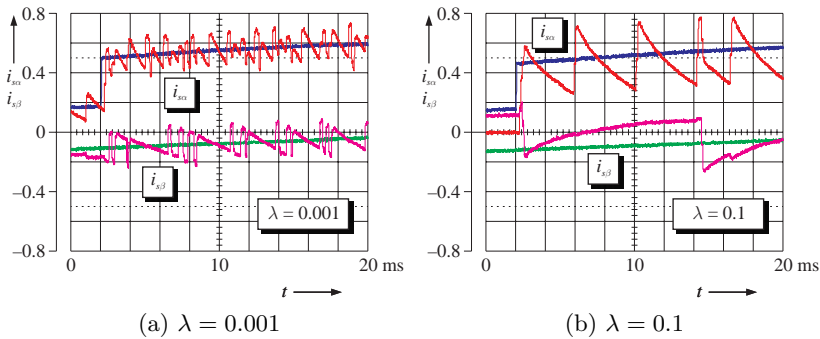 0.8
0.4
0
−0.4
−0.8
i_sα
i_sβ
i_sα
i_sβ
λ = 0.001
0
10
20 ms
t
(a) λ = 0.001
0.8
0.4
0
−0.4
−0.8
i_sα
i_sβ
i_sα
i_sβ
λ = 0.1
0
10
20 ms
t
(b) λ = 0.1